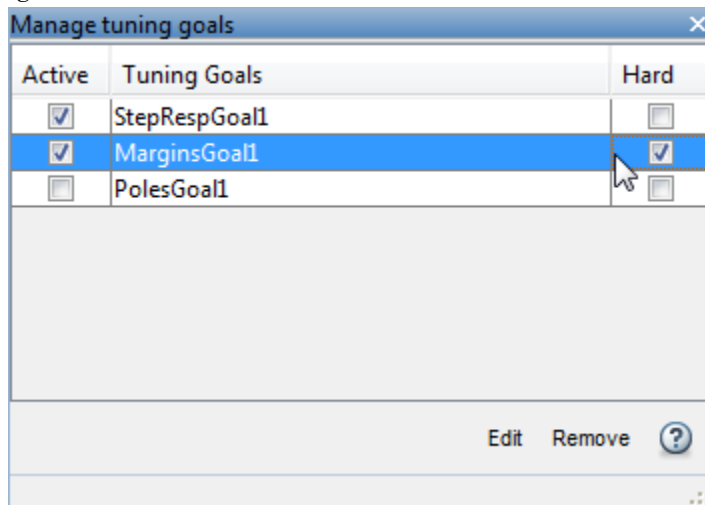 Manage tuning goals
Active Tuning Goals Hard
StepRespGoal1
MarginsGoal1
PolesGoal1
Edit Remove ?